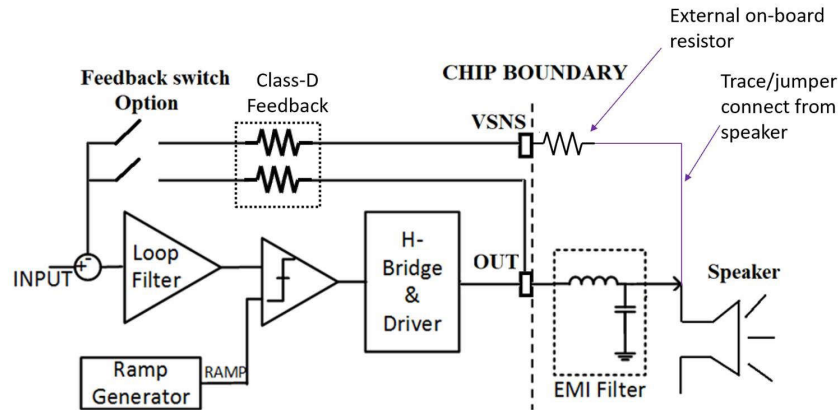 External on-board
resistor
Feedback switch
Option
Class-D
Feedback
CHIP BOUNDARY
Trace/jumper
connect from
speaker
VSNS
+
-
INPUT
Loop
Filter
H-
Bridge
&
Driver
OUT
Speaker
Ramp
Generator
RAMP
EMI Filter